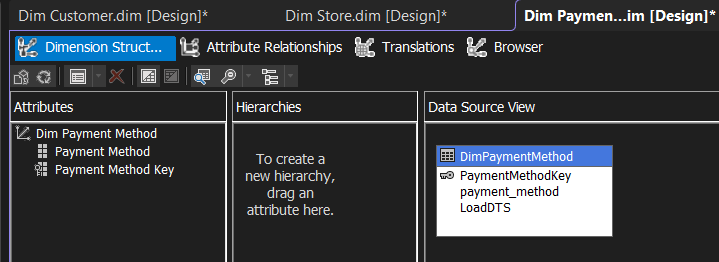 Dim Customer.dim [Design]* Dim Store.dim [Design]* Dim Paymen...im [Design]*
Dimension Struct... Attribute Relationships Translations Browser
Attributes Hierarchies Data Source View
Dim Payment Method
Payment Method
Payment Method Key
To create a
new hierarchy,
drag an
attribute here.
DimPaymentMethod
PaymentMethodKey
payment_method
LoadDTS